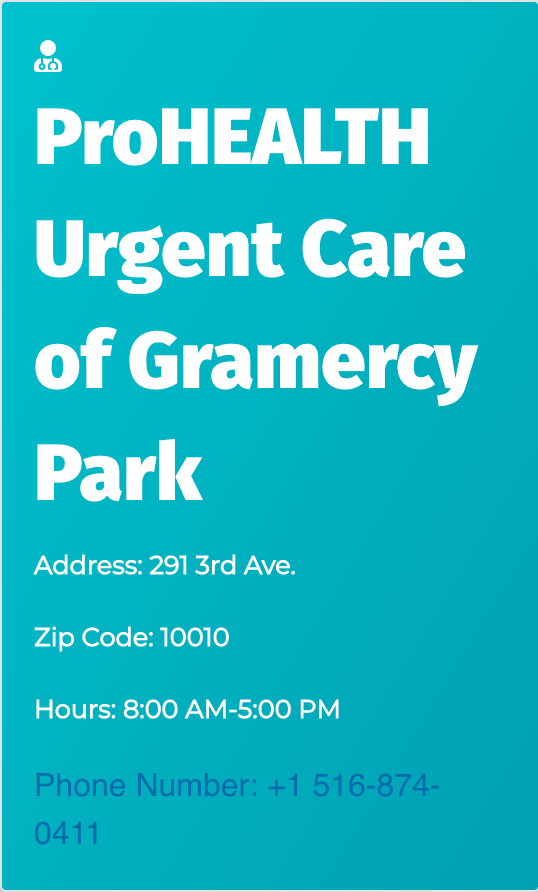 ProHEALTH
Urgent Care
of Gramercy
Park
Address: 291 3rd Ave.
Zip Code: 10010
Hours: 8:00 AM-5:00 PM
Phone Number: +1 516-874-
0411